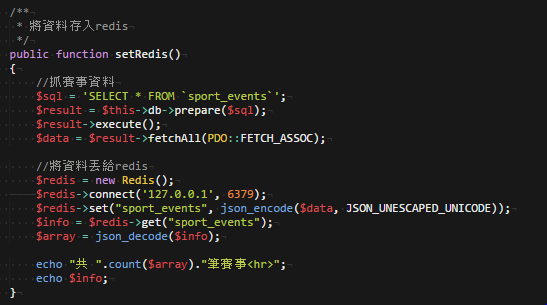 /**
 * 將資料存入redis
 */
public function setRedis()
{
    //抓賽事資料
    $sql = 'SELECT * FROM `sport_events`';
    $result = $this->db->prepare($sql);
    $result->execute();
    $data = $result->fetchAll(PDO::FETCH_ASSOC);

    //將資料丟給redis
    $redis = new Redis();
    $redis->connect('127.0.0.1', 6379);
    $redis->set("sport_events", json_encode($data, JSON_UNESCAPED_UNICODE));
    $info = $redis->get("sport_events");
    $array = json_decode($info);

    echo "共 ".count($array)."筆賽事<hr>";
    echo $info;
}